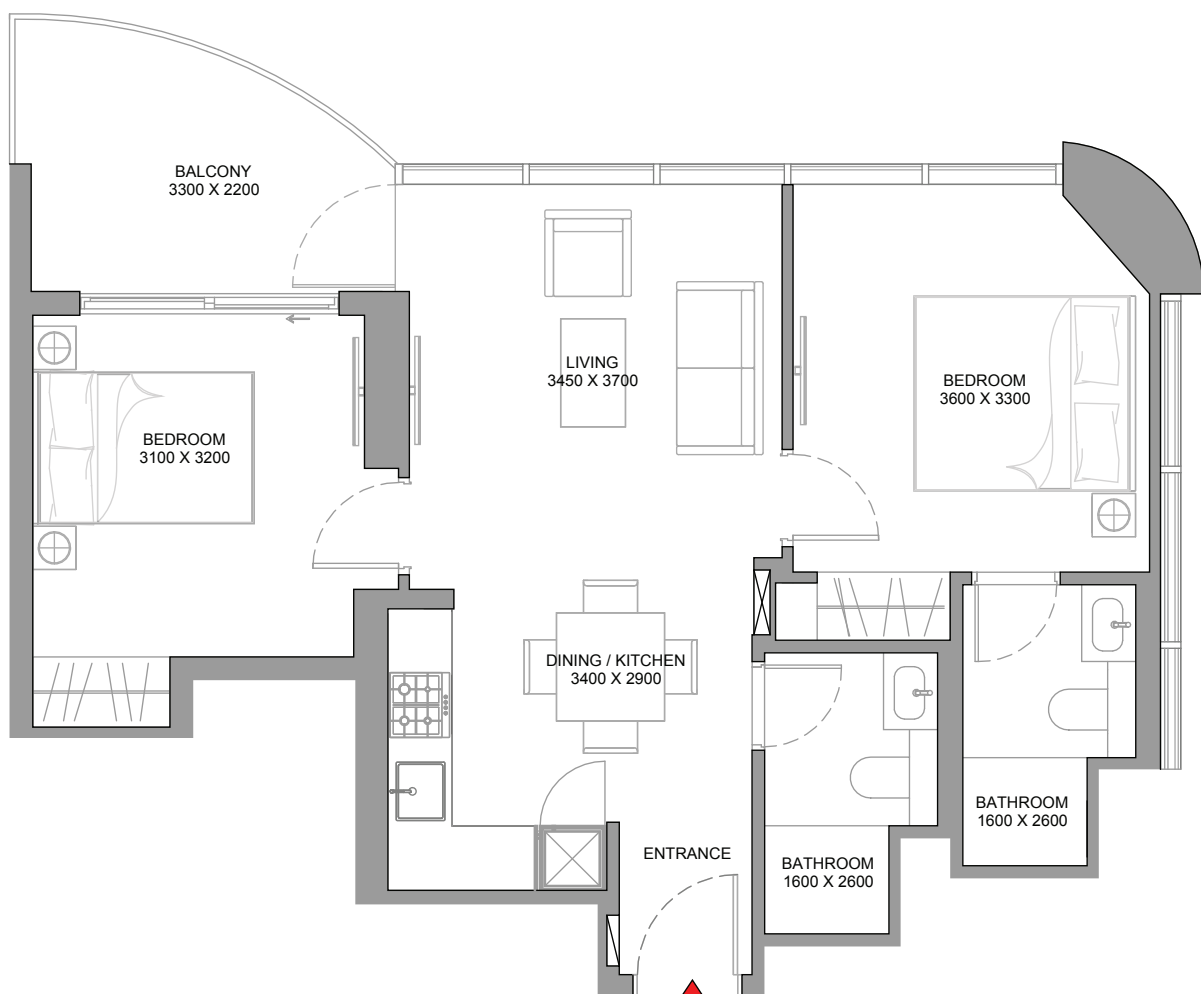 BALCONY
3300 X 2200
LIVING
3450 X 3700
BEDROOM
3600 X 3300
BEDROOM
3100 X 3200
DINING / KITCHEN
3400 X 2900
BATHROOM
1600 X 2600
ENTRANCE
BATHROOM
1600 X 2600